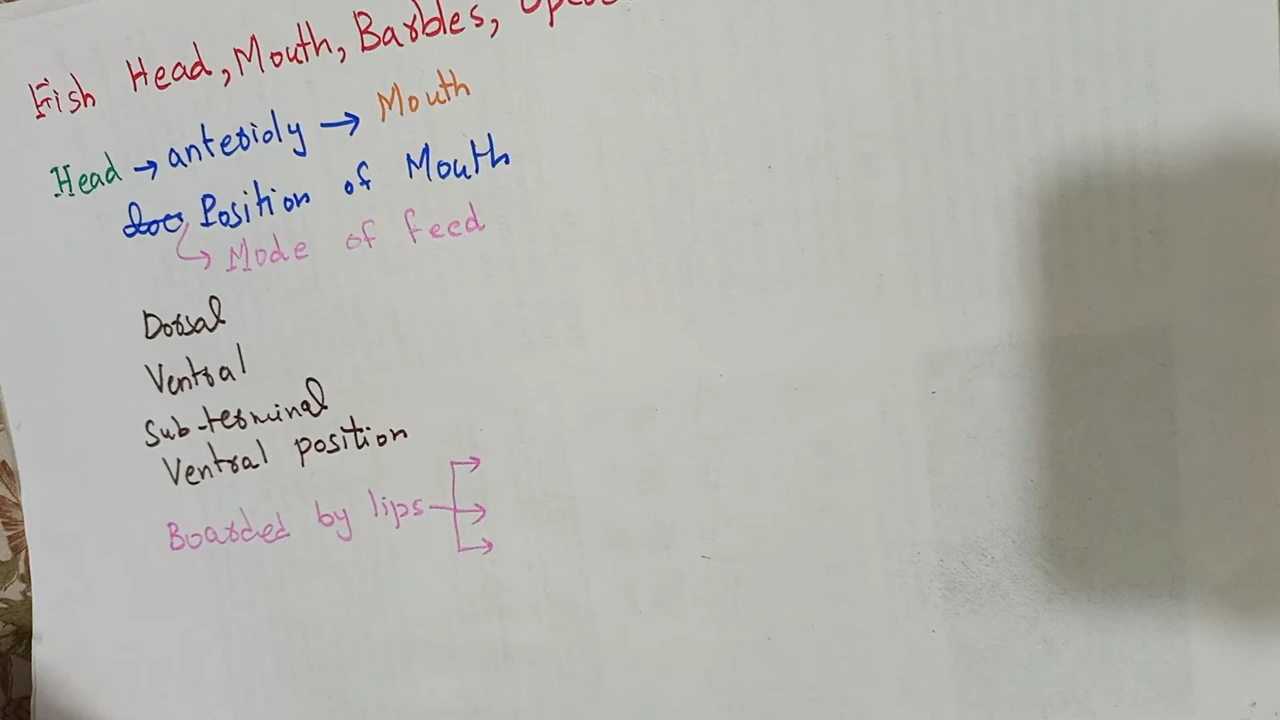 Fish Head, Mouth, Barbles,
Head → anterioly → Mouth
Position of Mouth
↳ Mode of feed
Dorsal
Ventral
Sub-terminal
Ventral position
Boarded by lips